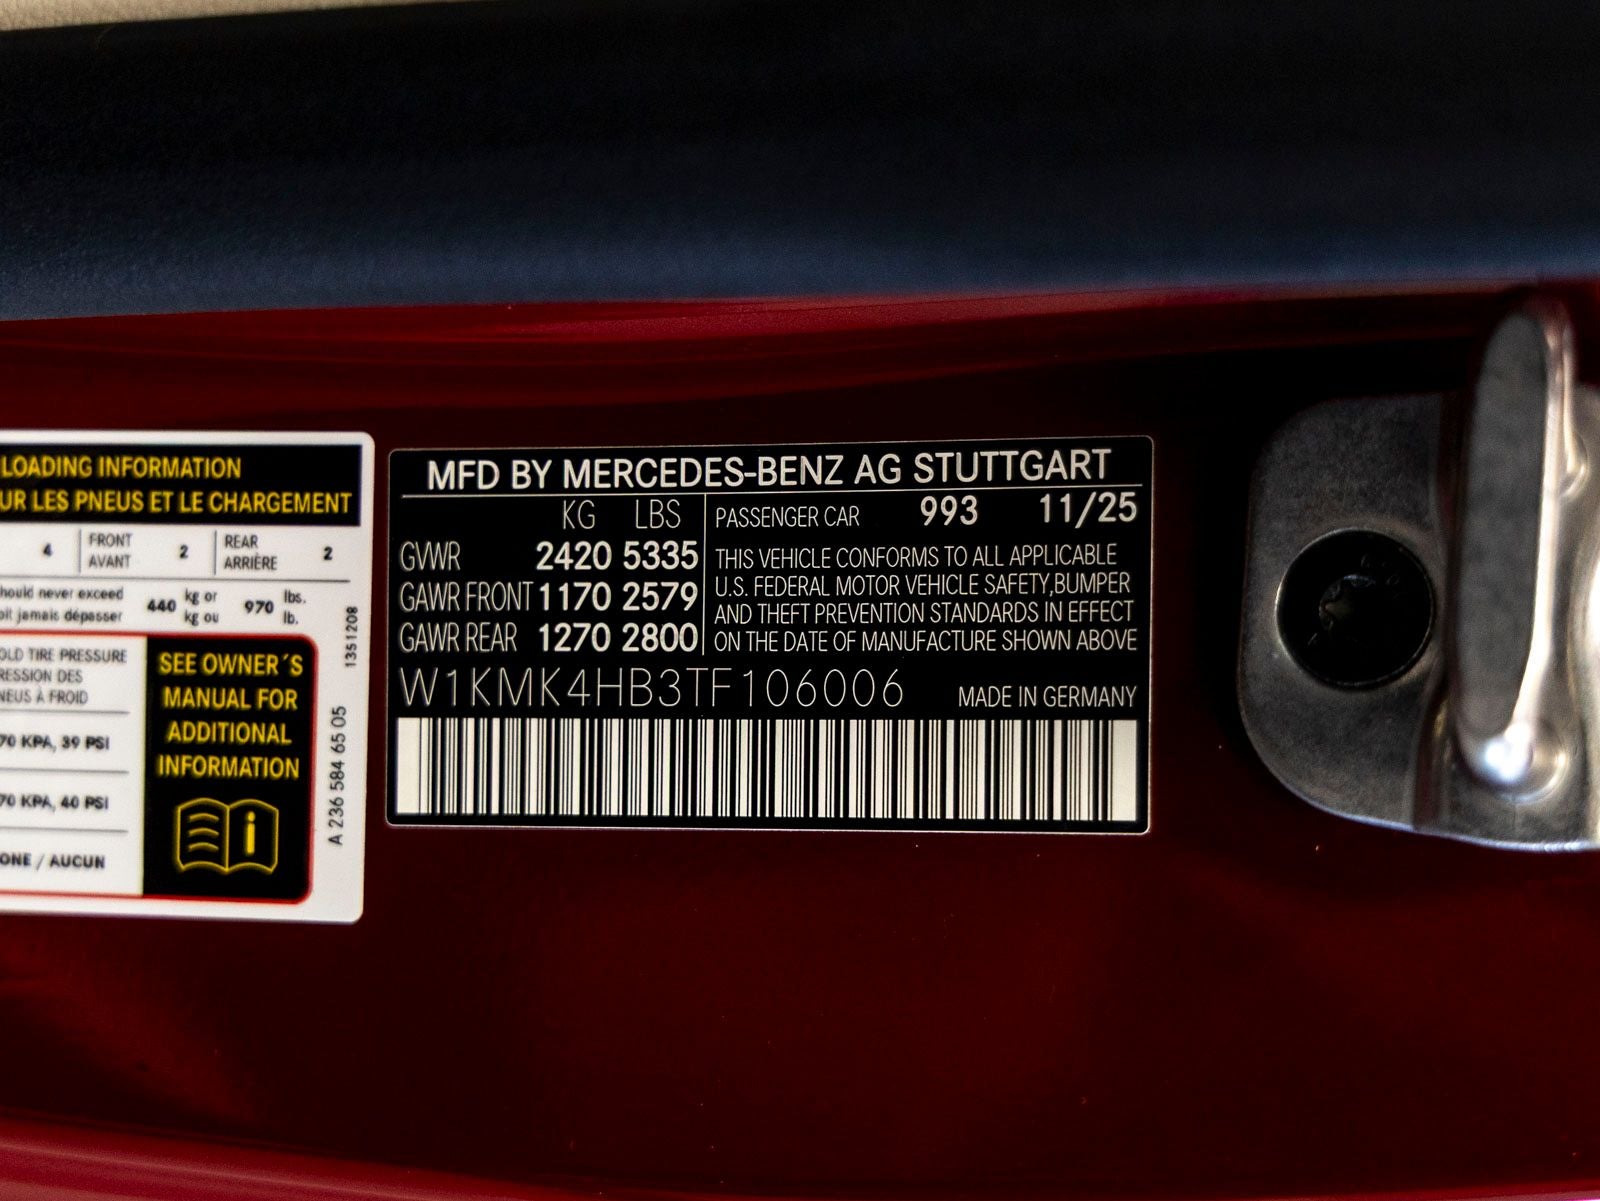 LOADING INFORMATION
UR LES PNEUS ET LE CHARGEMENT
4 FRONT 2 REAR 2
AVANT ARRIÈRE
hould never exceed 440 kg or 970 lbs.
oit jamais dépasser kg ou lb.
OLD TIRE PRESSURE
RESSION DES
NEUS À FROID
70 KPA, 39 PSI
70 KPA, 40 PSI
ONE / AUCUN
SEE OWNER´S
MANUAL FOR
ADDITIONAL
INFORMATION
1351208
A 236 584 65 05
MFD BY MERCEDES-BENZ AG STUTTGART
KG LBS
GVWR 2420 5335
GAWR FRONT 1170 2579
GAWR REAR 1270 2800
PASSENGER CAR 993 11/25
THIS VEHICLE CONFORMS TO ALL APPLICABLE
U.S. FEDERAL MOTOR VEHICLE SAFETY,BUMPER
AND THEFT PREVENTION STANDARDS IN EFFECT
ON THE DATE OF MANUFACTURE SHOWN ABOVE
W1KMK4HB3TF106006 MADE IN GERMANY